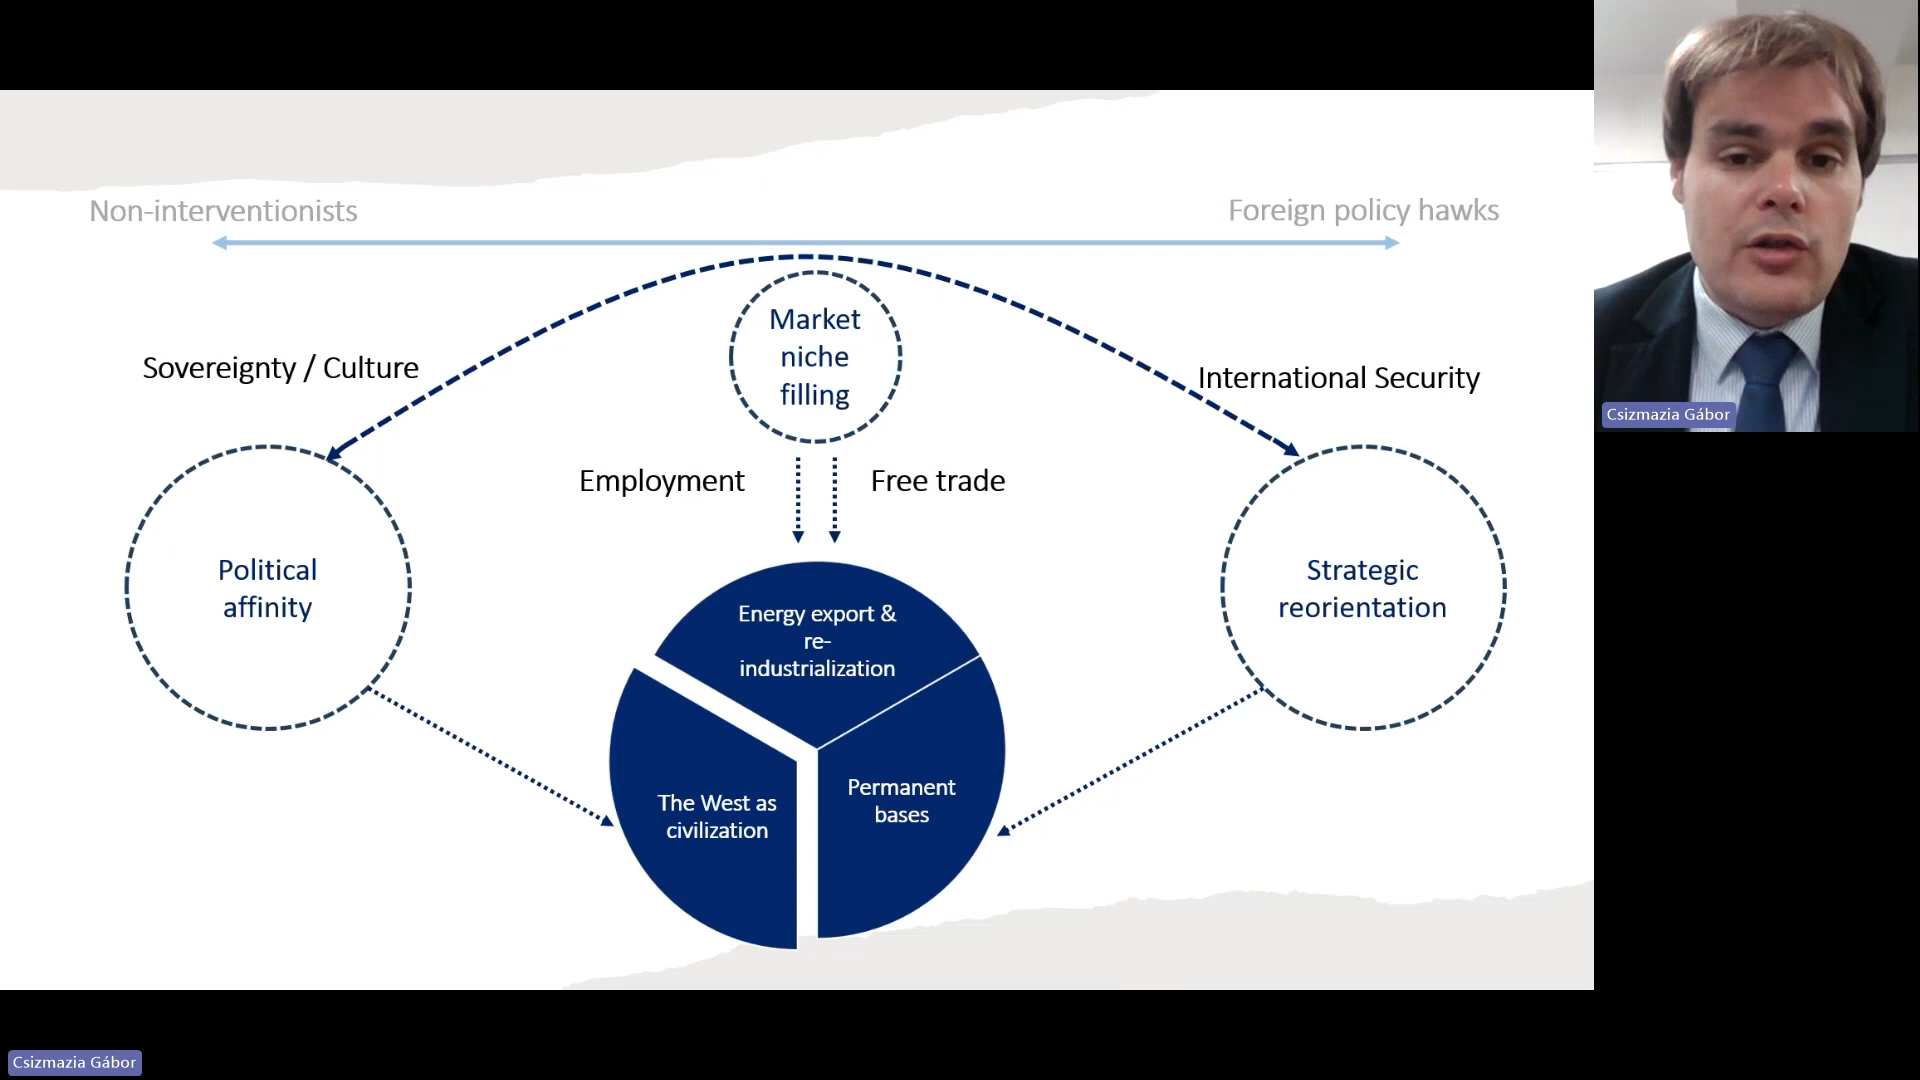 Non-interventionists
Foreign policy hawks
Market
niche
filling
Sovereignty / Culture
International Security
Employment
Free trade
Political
affinity
Strategic
reorientation
Energy export &
re-
industrialization
The West as
civilization
Permanent
bases
Csizmazia Gábor
Csizmazia Gábor